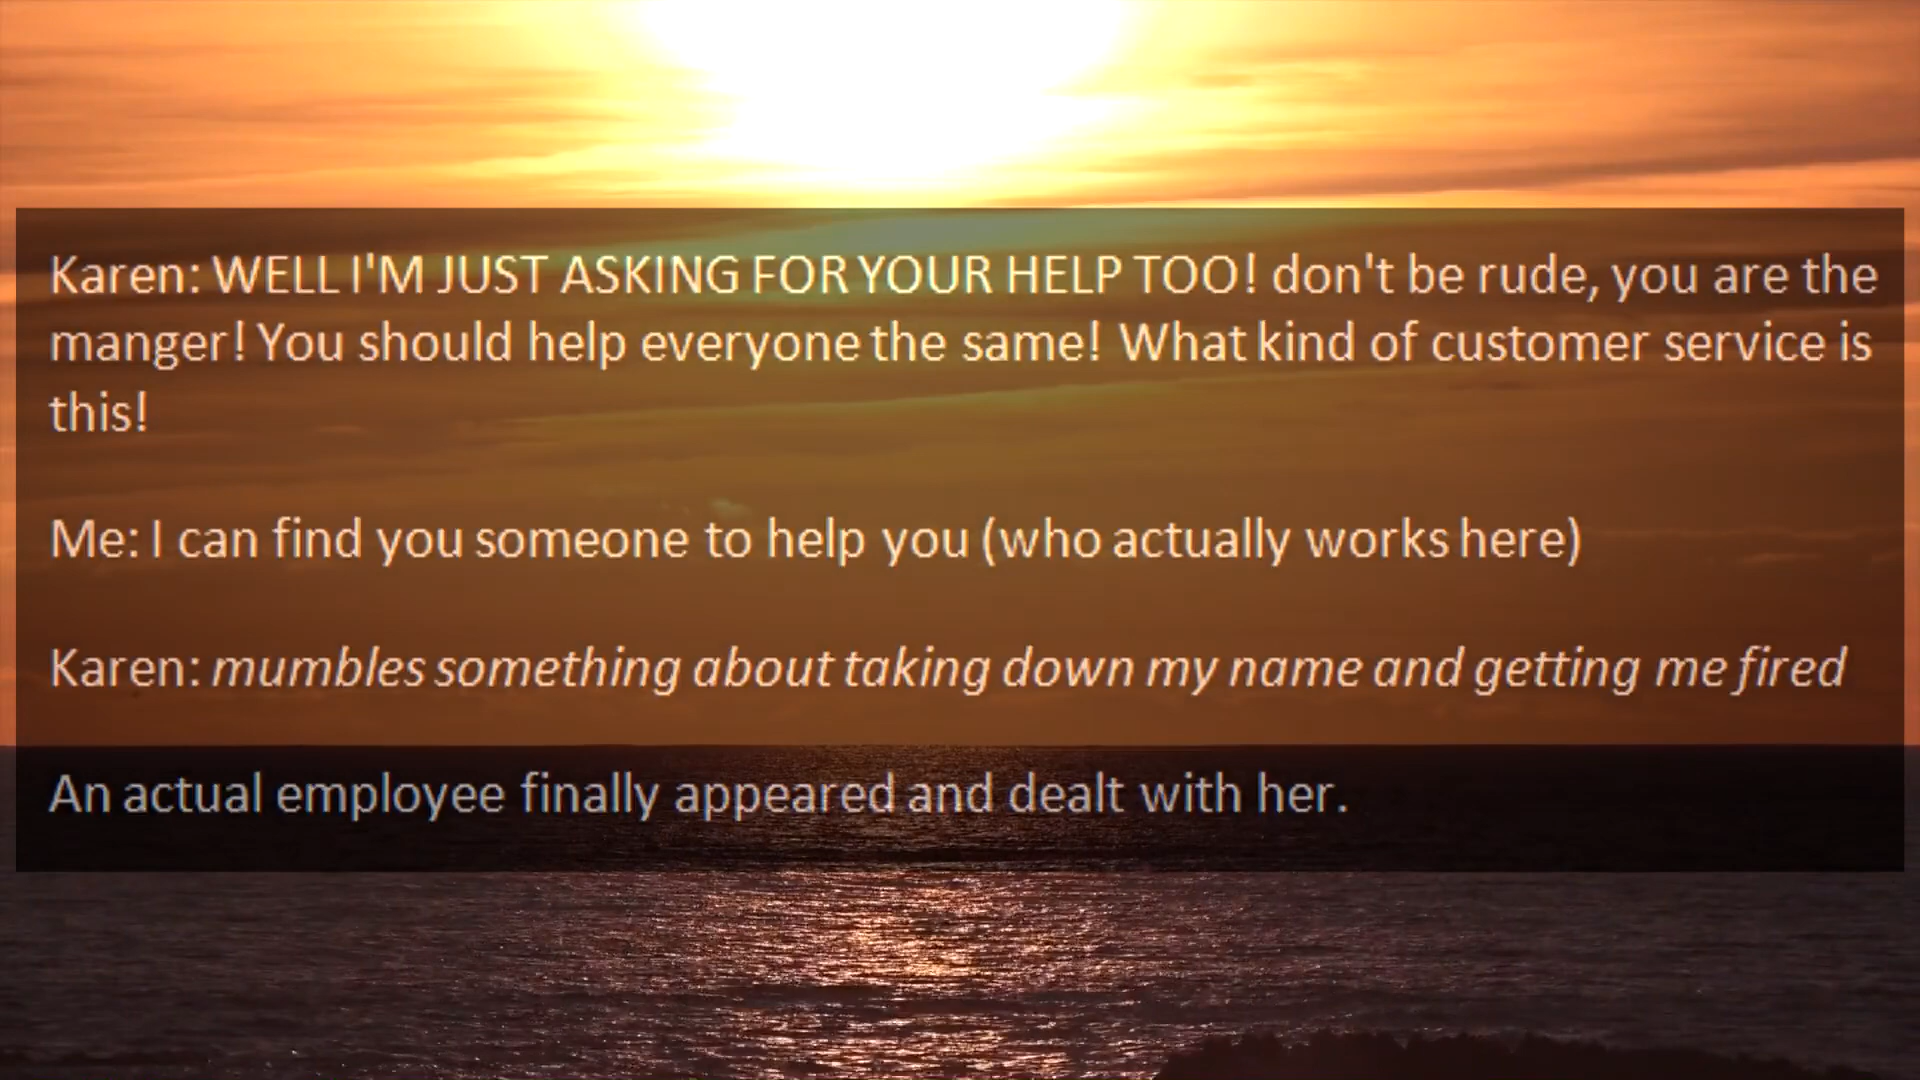 Karen: WELL I'M JUST ASKING FOR YOUR HELP TOO! don't be rude, you are the
manger! You should help everyone the same! What kind of customer service is
this!
Me: I can find you someone to help you (who actually works here)
Karen: mumbles something about taking down my name and getting me fired
An actual employee finally appeared and dealt with her.